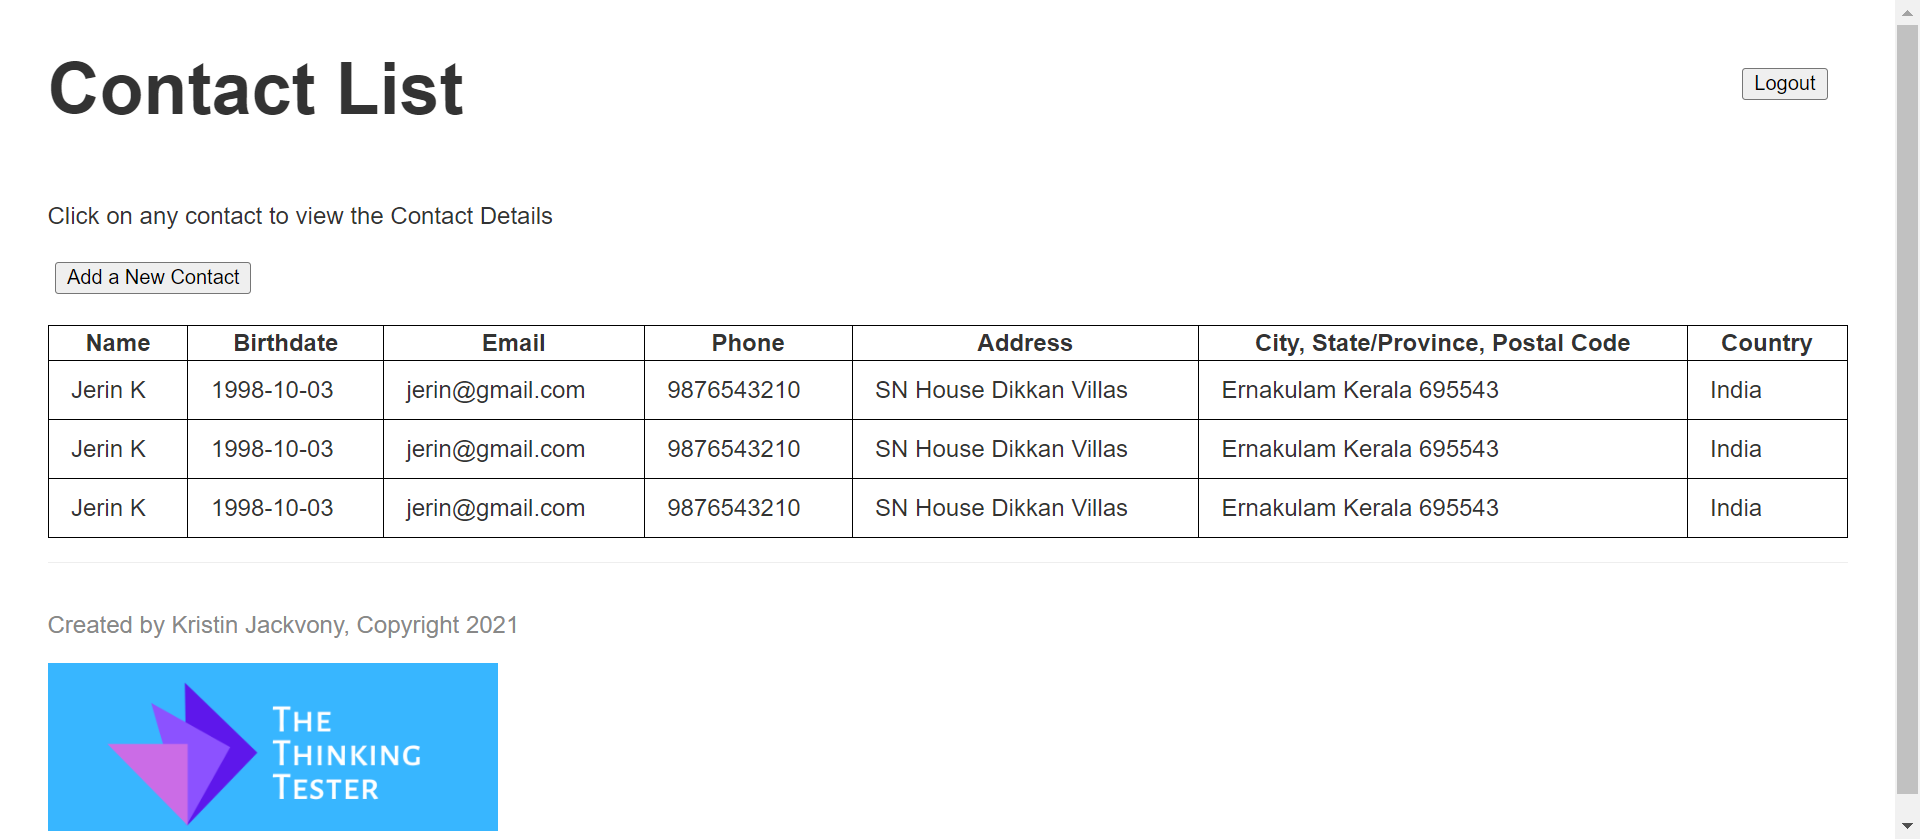 Contact List
Logout
Click on any contact to view the Contact Details
Add a New Contact
Name Birthdate Email Phone Address City, State/Province, Postal Code Country
Jerin K 1998-10-03 jerin@gmail.com 9876543210 SN House Dikkan Villas Ernakulam Kerala 695543 India
Jerin K 1998-10-03 jerin@gmail.com 9876543210 SN House Dikkan Villas Ernakulam Kerala 695543 India
Jerin K 1998-10-03 jerin@gmail.com 9876543210 SN House Dikkan Villas Ernakulam Kerala 695543 India
Created by Kristin Jackvony, Copyright 2021
THE
THINKING
TESTER